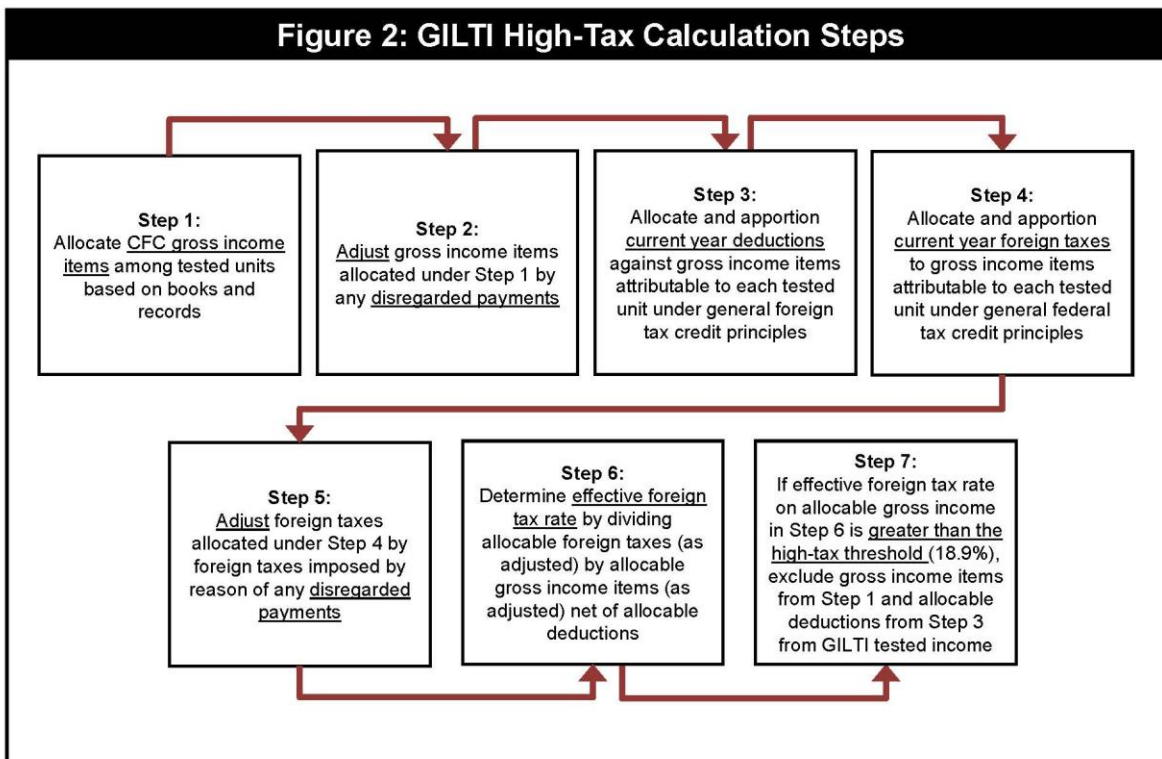 Figure 2: GILTI High-Tax Calculation Steps
Step 1:
Allocate CFC gross income
items among tested units
based on books and
records
Step 2:
Adjust gross income items
allocated under Step 1 by
any disregarded payments
Step 3:
Allocate and apportion
current year deductions
against gross income items
attributable to each tested
unit under general foreign
tax credit principles
Step 4:
Allocate and apportion
current year foreign taxes
to gross income items
attributable to each tested
unit under general federal
tax credit principles
Step 5:
Adjust foreign taxes
allocated under Step 4 by
foreign taxes imposed by
reason of any disregarded
payments
Step 6:
Determine effective foreign
tax rate by dividing
allocable foreign taxes (as
adjusted) by allocable
gross income items (as
adjusted) net of allocable
deductions
Step 7:
If effective foreign tax rate
on allocable gross income
in Step 6 is greater than the
high-tax threshold (18.9%),
exclude gross income items
from Step 1 and allocable
deductions from Step 3
from GILTI tested income